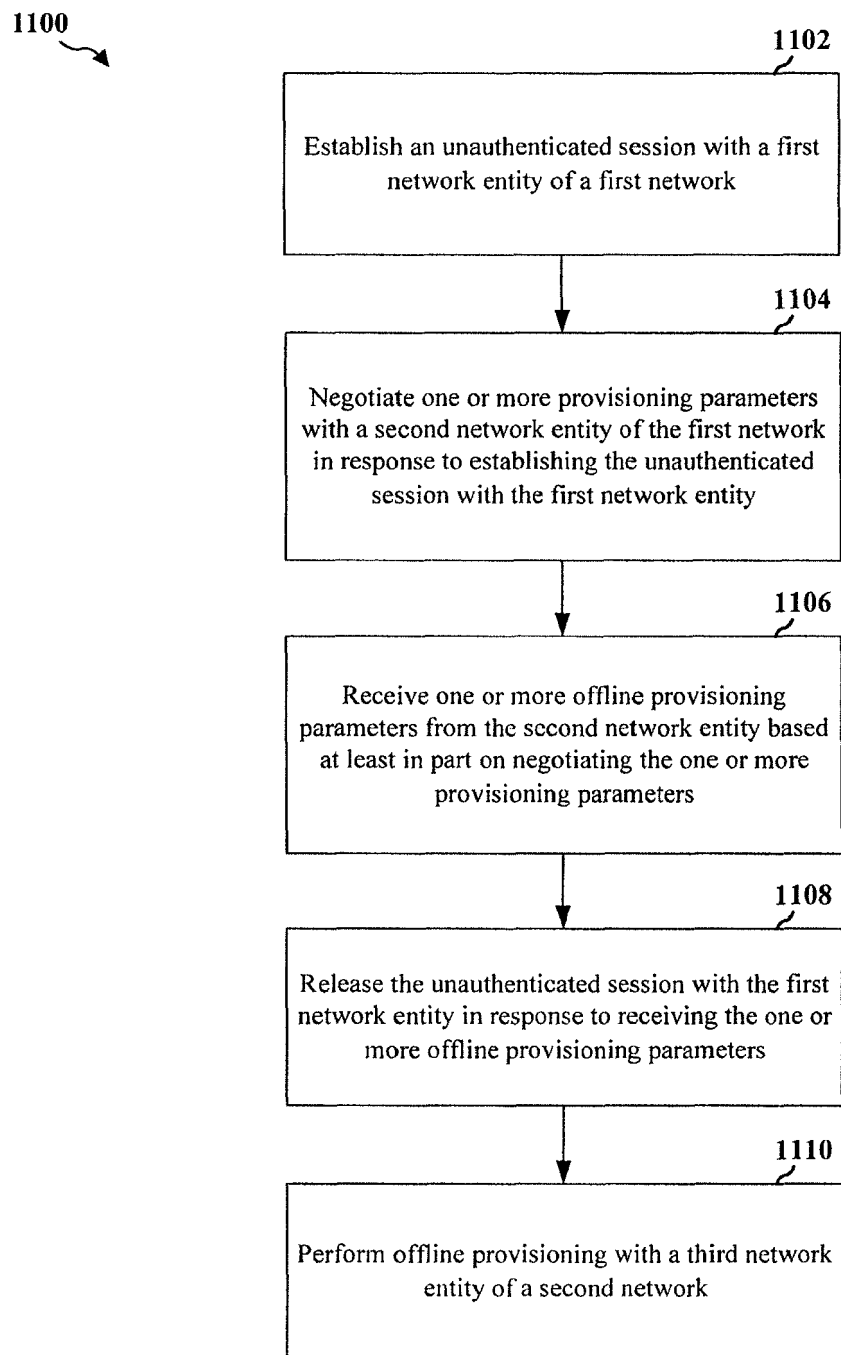 1100
1102
Establish an unauthenticated session with a first
network entity of a first network
1104
Negotiate one or more provisioning parameters
with a second network entity of the first network
in response to establishing the unauthenticated
session with the first network entity
1106
Receive one or more offline provisioning
parameters from the second network entity based
at least in part on negotiating the one or more
provisioning parameters
1108
Release the unauthenticated session with the first
network entity in response to receiving the one or
more offline provisioning parameters
1110
Perform offline provisioning with a third network
entity of a second network